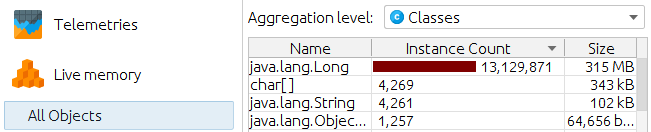 Telemetries
Live memory
All Objects
Aggregation level: Classes
Name Instance Count Size
java.lang.Long 13,129,871 315 MB
char[] 4,269 343 kB
java.lang.String 4,261 102 kB
java.lang.Objec... 1,257 64,656 b...